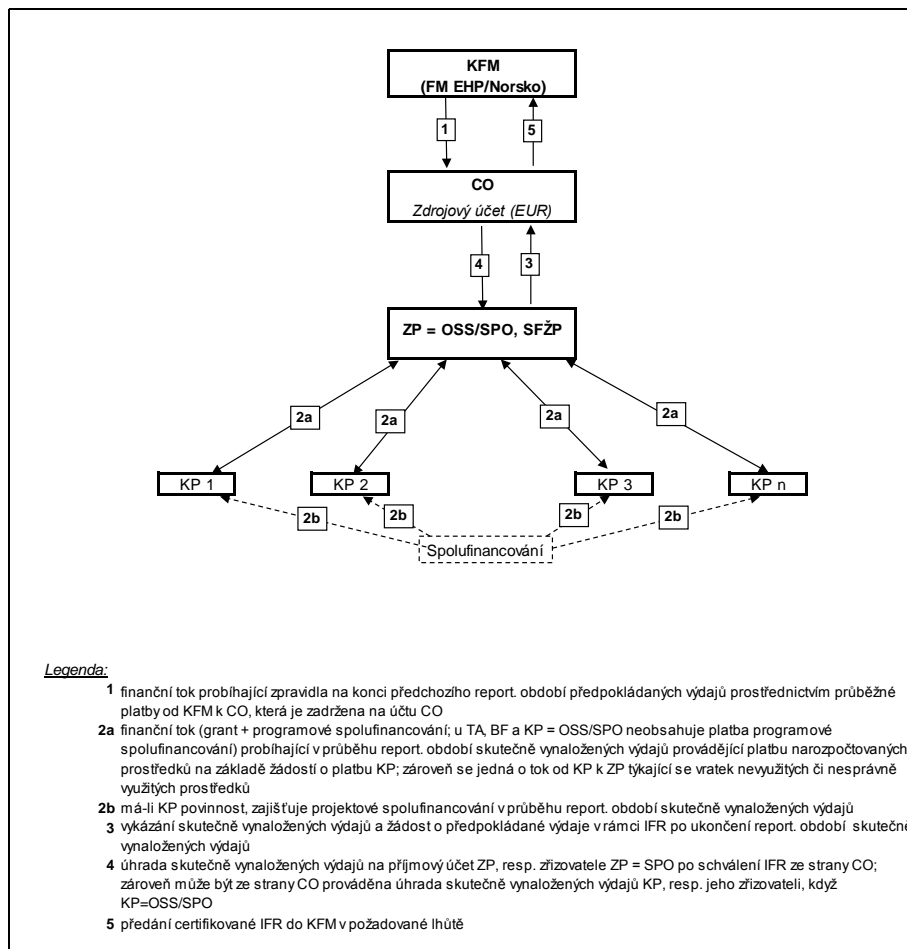 KFM
(FM EHP/Norsko)
1
5
CO
Zdrojový účet (EUR)
4
3
ZP = OSS/SPO, SFŽP
2a
2a
2a
2a
KP 1
KP 2
KP 3
KP n
2b
2b
2b
2b
Spolufinancování
Legenda:
1 finanční tok probíhající zpravidla na konci předchozího report. období předpokládaných výdajů prostřednictvím průběžné
platby od KFM k CO, která je zadržena na účtu CO
2a finanční tok (grant + programové spolufinancování; u TA, BF a KP = OSS/SPO neobsahuje platba programové
spolufinancování) probíhající v průběhu report. období skutečně vynaložených výdajů provádějící platbu narozpočtovaných
prostředků na základě žádostí o platbu KP; zároveň se jedná o tok od KP k ZP týkající se vratek nevyužitých či nesprávně
využitých prostředků
2b má-li KP povinnost, zajišťuje projektové spolufinancování v průběhu report. období skutečně vynaložených výdajů
3 vykázání skutečně vynaložených výdajů a žádost o předpokládané výdaje v rámci IFR po ukončení report. období skutečně
vynaložených výdajů
4 úhrada skutečně vynaložených výdajů na příjmový účet ZP, resp. zřizovatele ZP = SPO po schválení IFR ze strany CO;
zároveň může být ze strany CO prováděna úhrada skutečně vynaložených výdajů KP, resp. jeho zřizovateli, když
KP=OSS/SPO
5 předání certifikované IFR do KFM v požadované lhůtě